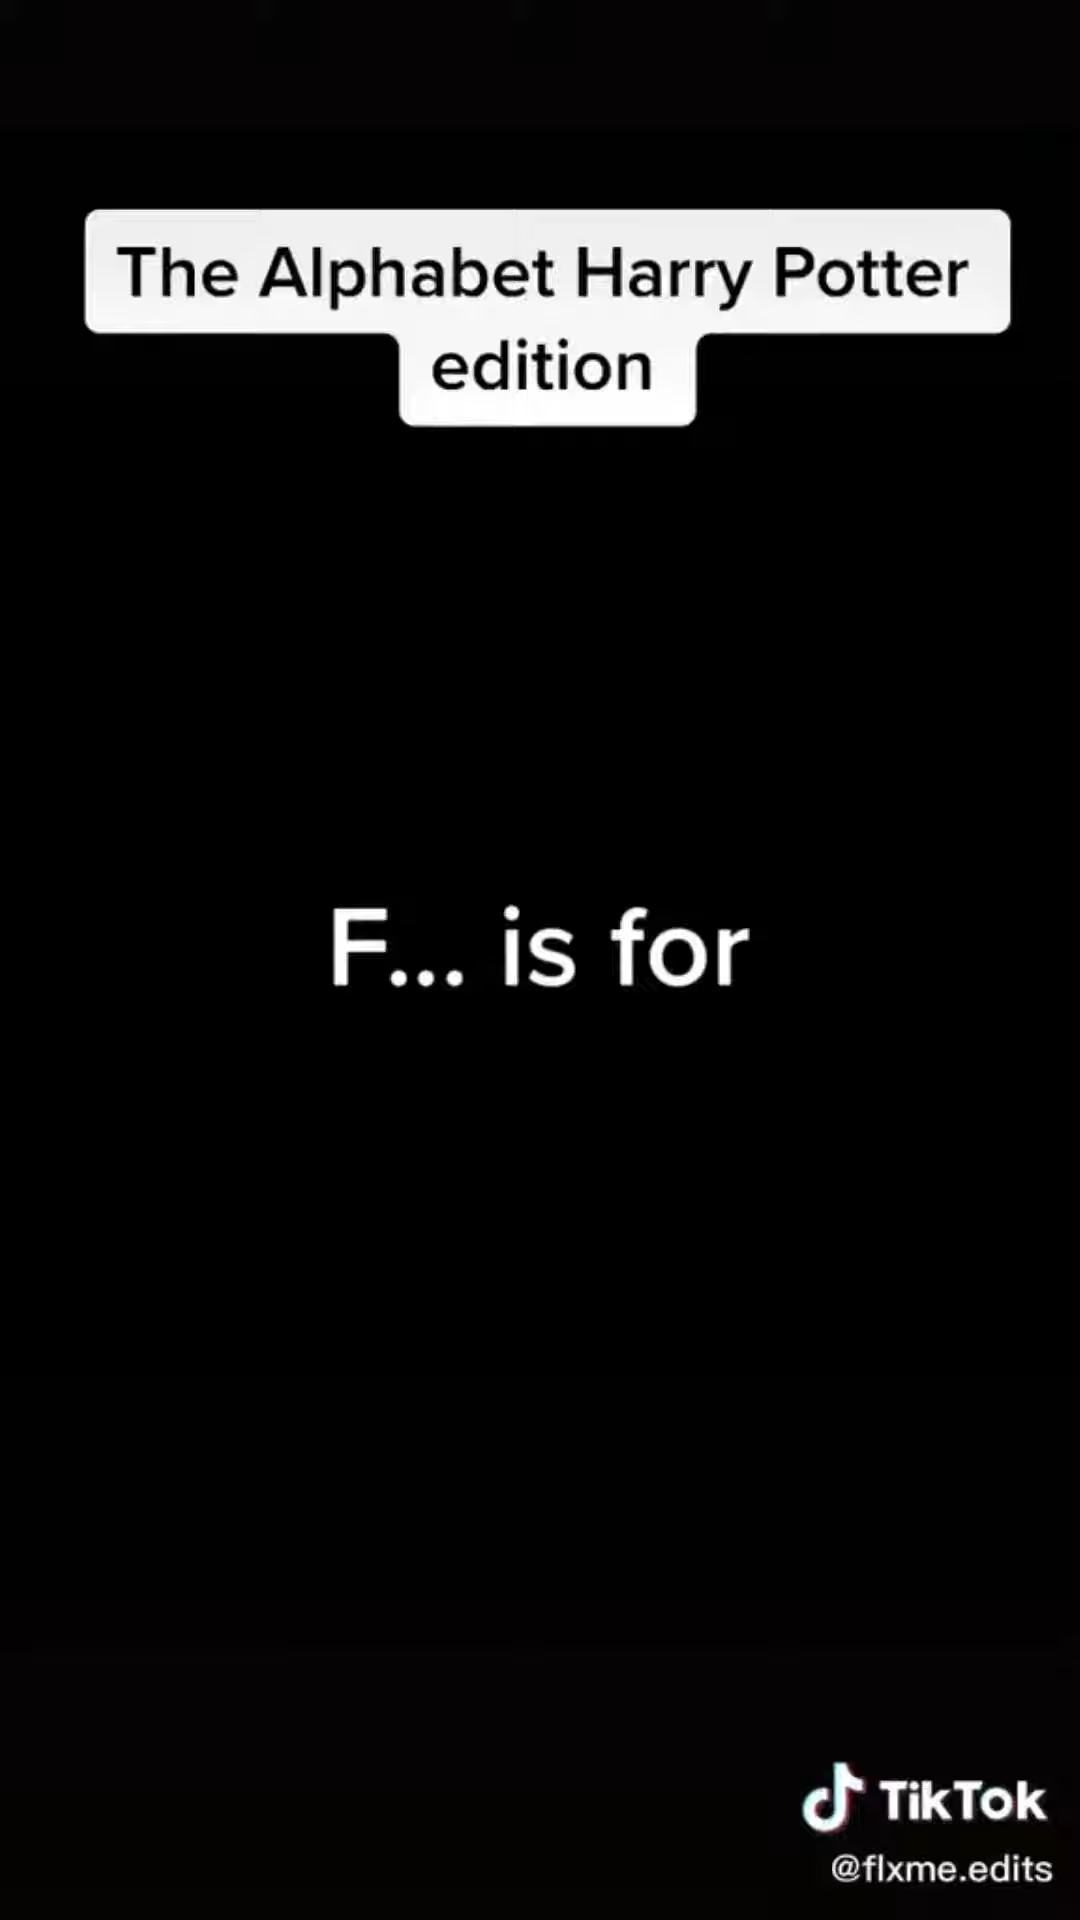 The Alphabet Harry Potter
edition
F... is for
TikTok
@flxme.edits